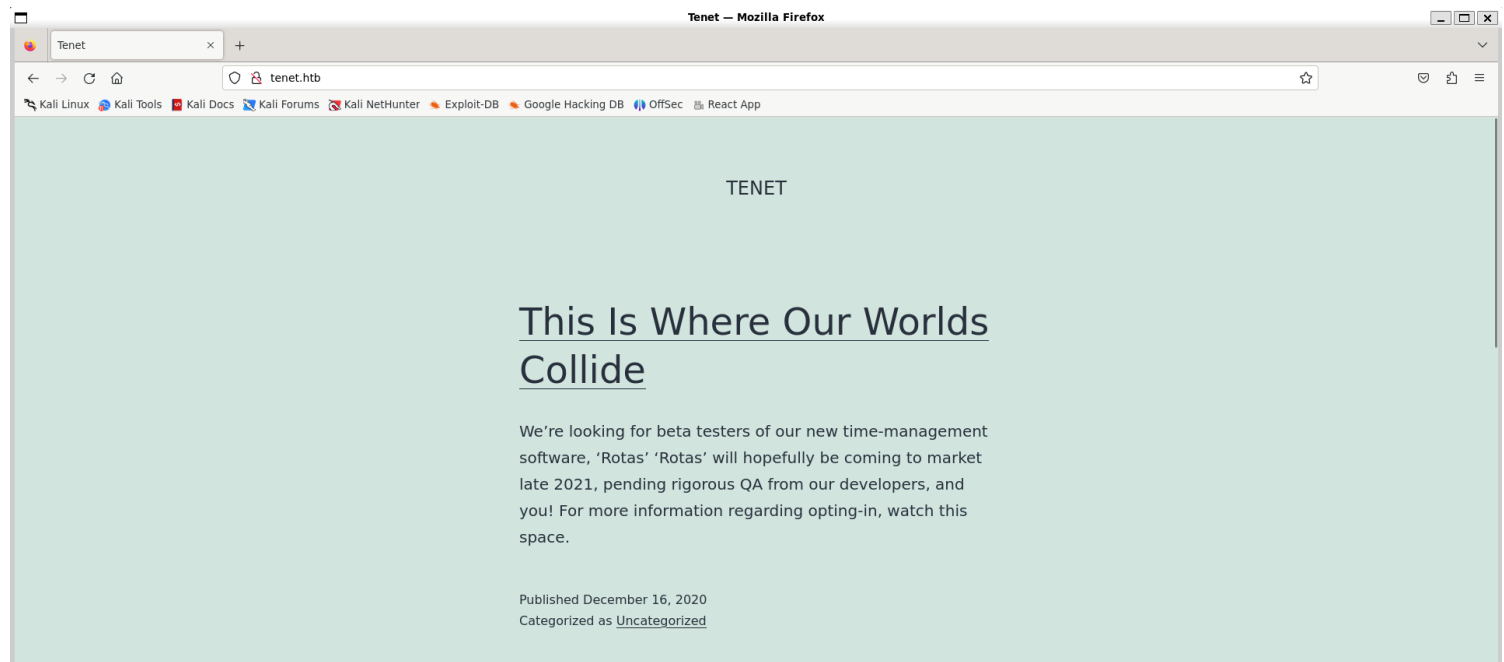 Tenet — Mozilla Firefox
Tenet
tenet.htb
Kali Linux Kali Tools Kali Docs Kali Forums Kali NetHunter Exploit-DB Google Hacking DB OffSec React App
TENET
This Is Where Our Worlds
Collide
We’re looking for beta testers of our new time-management
software, ‘Rotas’ ‘Rotas’ will hopefully be coming to market
late 2021, pending rigorous QA from our developers, and
you! For more information regarding opting-in, watch this
space.
Published December 16, 2020
Categorized as Uncategorized